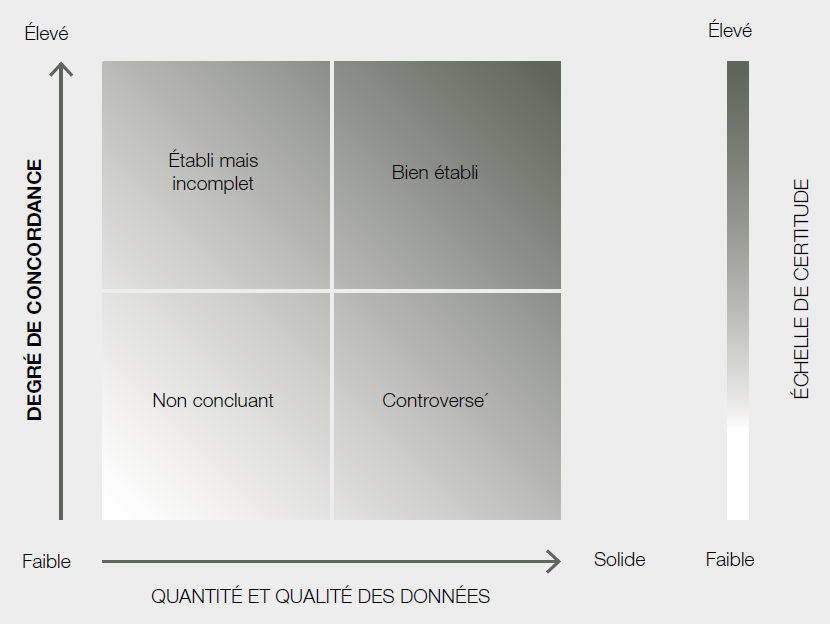 Élevé
Élevé
DEGRÉ DE CONCORDANCE
Établi mais
incomplet
Bien établi
Non concluant
Controverse´
ÉCHELLE DE CERTITUDE
Faible
Solide
Faible
QUANTITÉ ET QUALITÉ DES DONNÉES